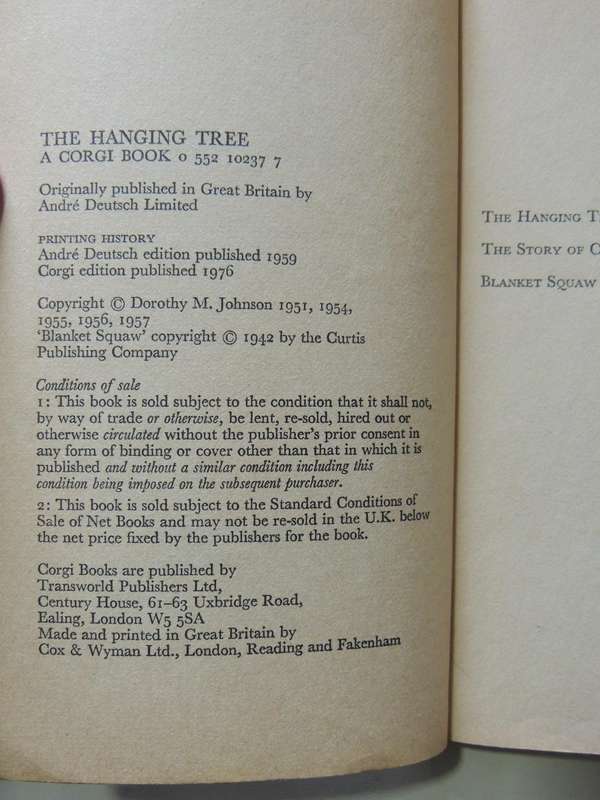 THE HANGING TREE
A CORGI BOOK 0 552 10237 7
Originally published in Great Britain by
André Deutsch Limited
PRINTING HISTORY
André Deutsch edition published 1959
Corgi edition published 1976
Copyright © Dorothy M. Johnson 1951, 1954,
1955, 1956, 1957
‘Blanket Squaw’ copyright © 1942 by the Curtis
Publishing Company
Conditions of sale
1: This book is sold subject to the condition that it shall not,
by way of trade or otherwise, be lent, re-sold, hired out or
otherwise circulated without the publisher's prior consent in
any form of binding or cover other than that in which it is
published and without a similar condition including this
condition being imposed on the subsequent purchaser.
2: This book is sold subject to the Standard Conditions of
Sale of Net Books and may not be re-sold in the U.K. below
the net price fixed by the publishers for the book.
Corgi Books are published by
Transworld Publishers Ltd,
Century House, 61–63 Uxbridge Road,
Ealing, London W5 5SA
Made and printed in Great Britain by
Cox & Wyman Ltd., London, Reading and Fakenham
THE HANGING
THE STORY OF
BLANKET SQUAW